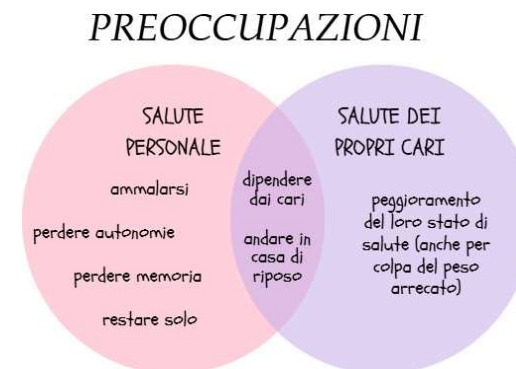 PREOCCUPAZIONI
SALUTE
PERSONALE
ammalarsi
perdere autonomie
perdere memoria
restare solo
dipendere
dai cari
andare in
casa di
riposo
SALUTE DEI
PROPRI CARI
peggioramento
del loro stato di
salute (anche per
colpa del peso
arrecato)